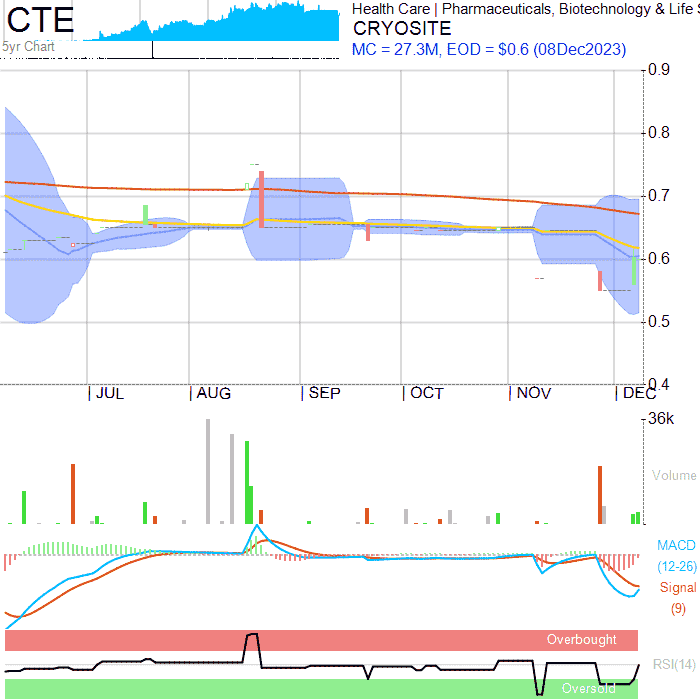 CTE
5yr Chart
Health Care | Pharmaceuticals, Biotechnology & Life
CRYOSITE
MC = 27.3M, EOD = $0.6 (08Dec2023)
0.9
0.8
0.7
0.6
0.5
0.4
JUL AUG SEP OCT NOV DEC
36k
Volume
MACD
(12-26)
Signal
(9)
Overbought
RSI(14)
Oversold